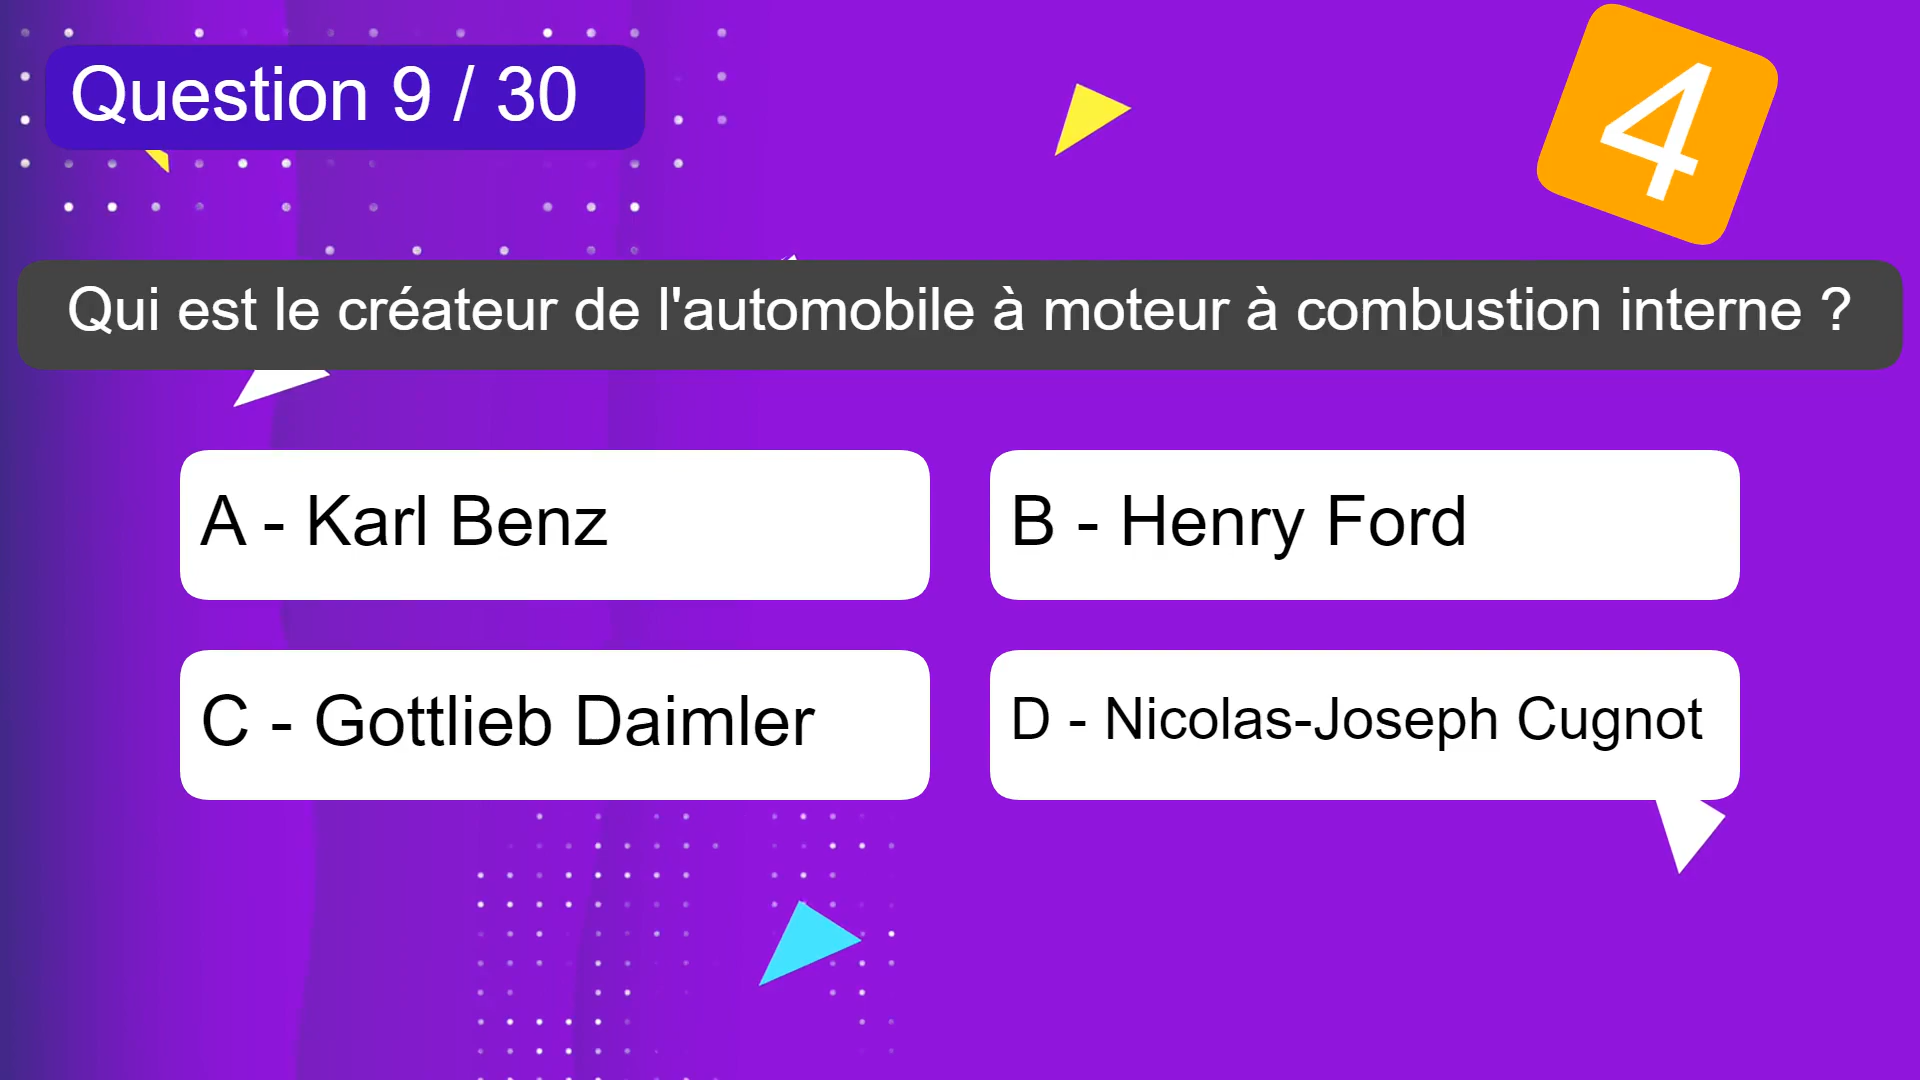 Question 9 / 30
4
Qui est le créateur de l'automobile à moteur à combustion interne ?
A - Karl Benz
B - Henry Ford
C - Gottlieb Daimler
D - Nicolas-Joseph Cugnot